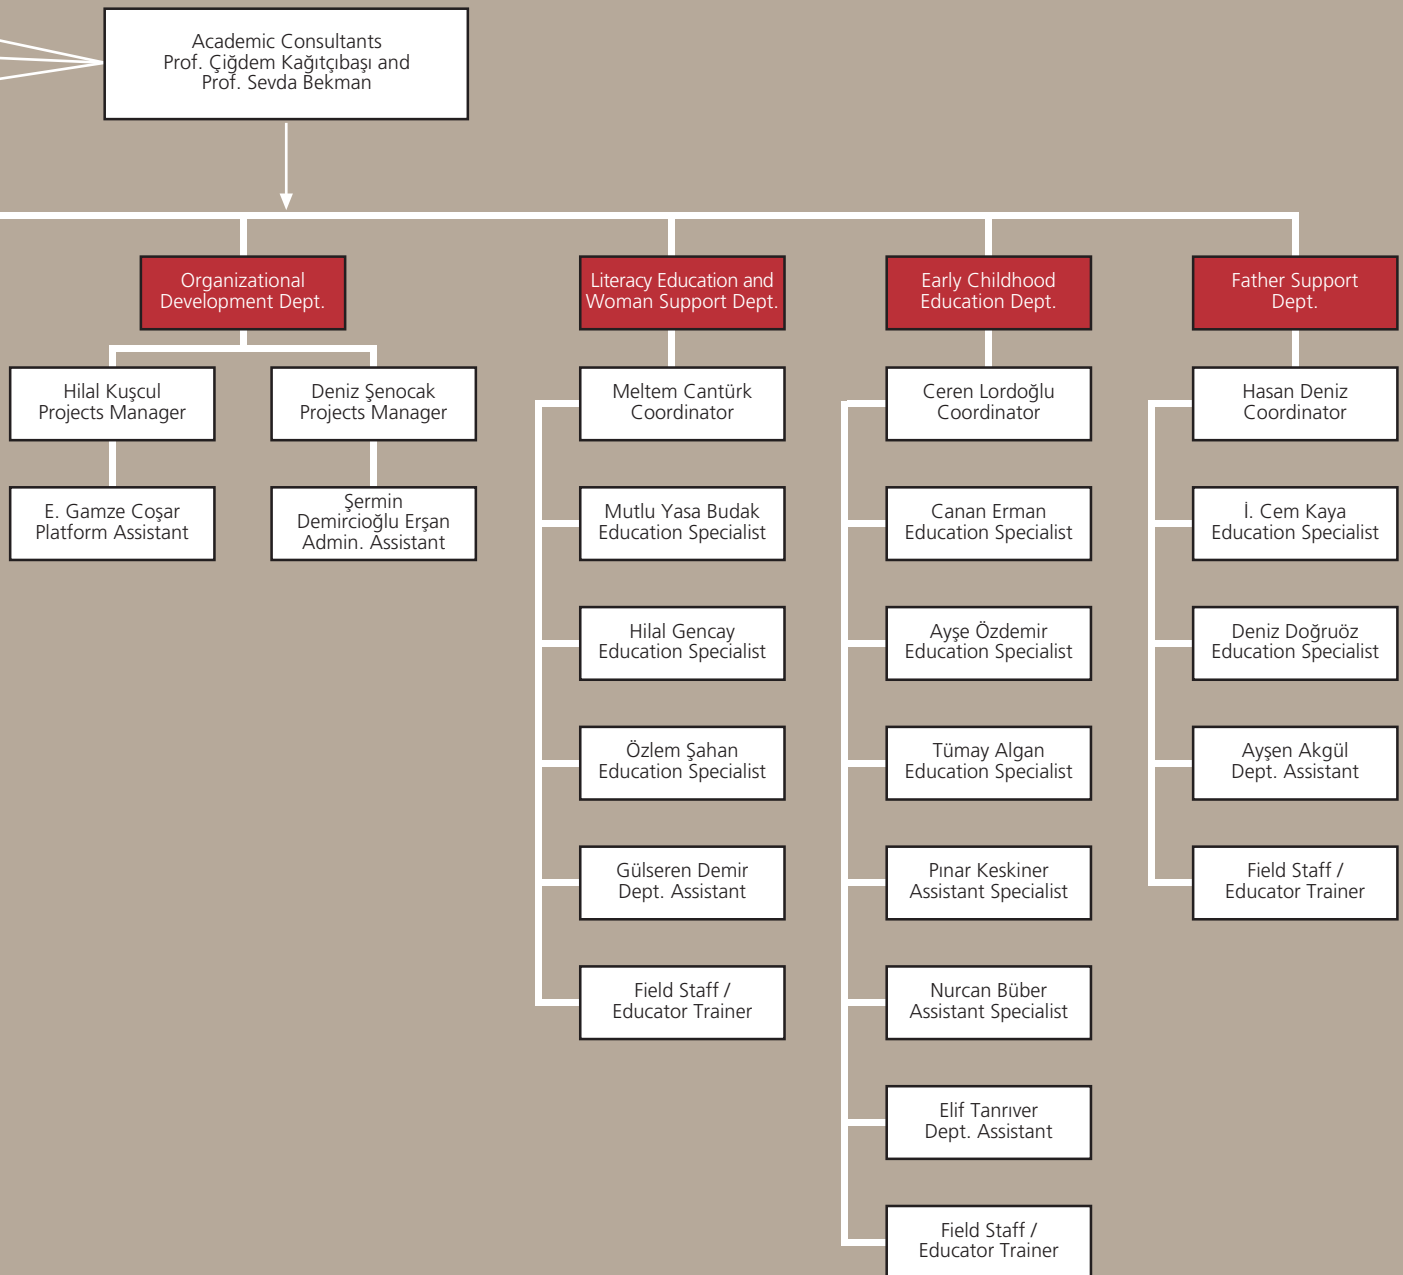 Academic Consultants
Prof. Çiğdem Kağıtçıbaşı and
Prof. Sevda Bekman
Organizational
Development Dept.
Hilal Kuşcul
Projects Manager
E. Gamze Coşar
Platform Assistant
Deniz Şenocak
Projects Manager
Şermin
Demircioğlu Erşan
Admin. Assistant
Literacy Education and
Woman Support Dept.
Meltem Cantürk
Coordinator
Mutlu Yasa Budak
Education Specialist
Hilal Gencay
Education Specialist
Özlem Şahan
Education Specialist
Gülseren Demir
Dept. Assistant
Field Staff /
Educator Trainer
Early Childhood
Education Dept.
Ceren Lordoğlu
Coordinator
Canan Erman
Education Specialist
Ayşe Özdemir
Education Specialist
Tümay Algan
Education Specialist
Pınar Keskiner
Assistant Specialist
Nurcan Büber
Assistant Specialist
Elif Tanrıver
Dept. Assistant
Field Staff /
Educator Trainer
Father Support
Dept.
Hasan Deniz
Coordinator
İ. Cem Kaya
Education Specialist
Deniz Doğruöz
Education Specialist
Ayşen Akgül
Dept. Assistant
Field Staff /
Educator Trainer